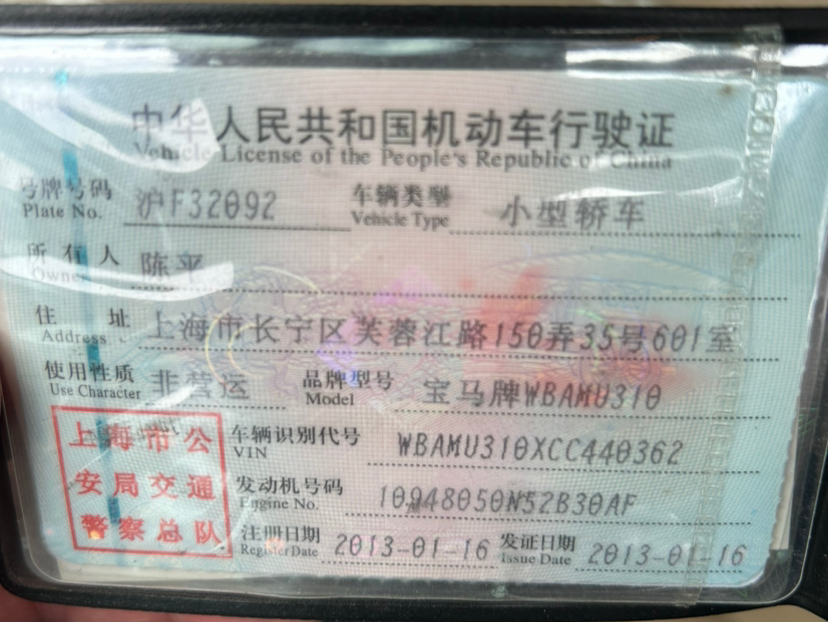 中华人民共和国机动车行驶证
Vehicle License of the People's Republic of China
号牌号码 沪F32092 车辆类型 小型轿车
Plate No. Vehicle Type
所有人 陈平
Owner
住址 上海市长宁区芙蓉江路150弄35号601室
Address
使用性质 非营运 品牌型号 宝马牌WBAMU310
Use Character Model
上海市公 车辆识别代号 WBAMU310XCC440362
VIN
安局交通 发动机号码 10948050N52B30AF
Engine No.
警察总队 注册日期 2013-01-16 发证日期 2013-01-16
Register Date Issue Date